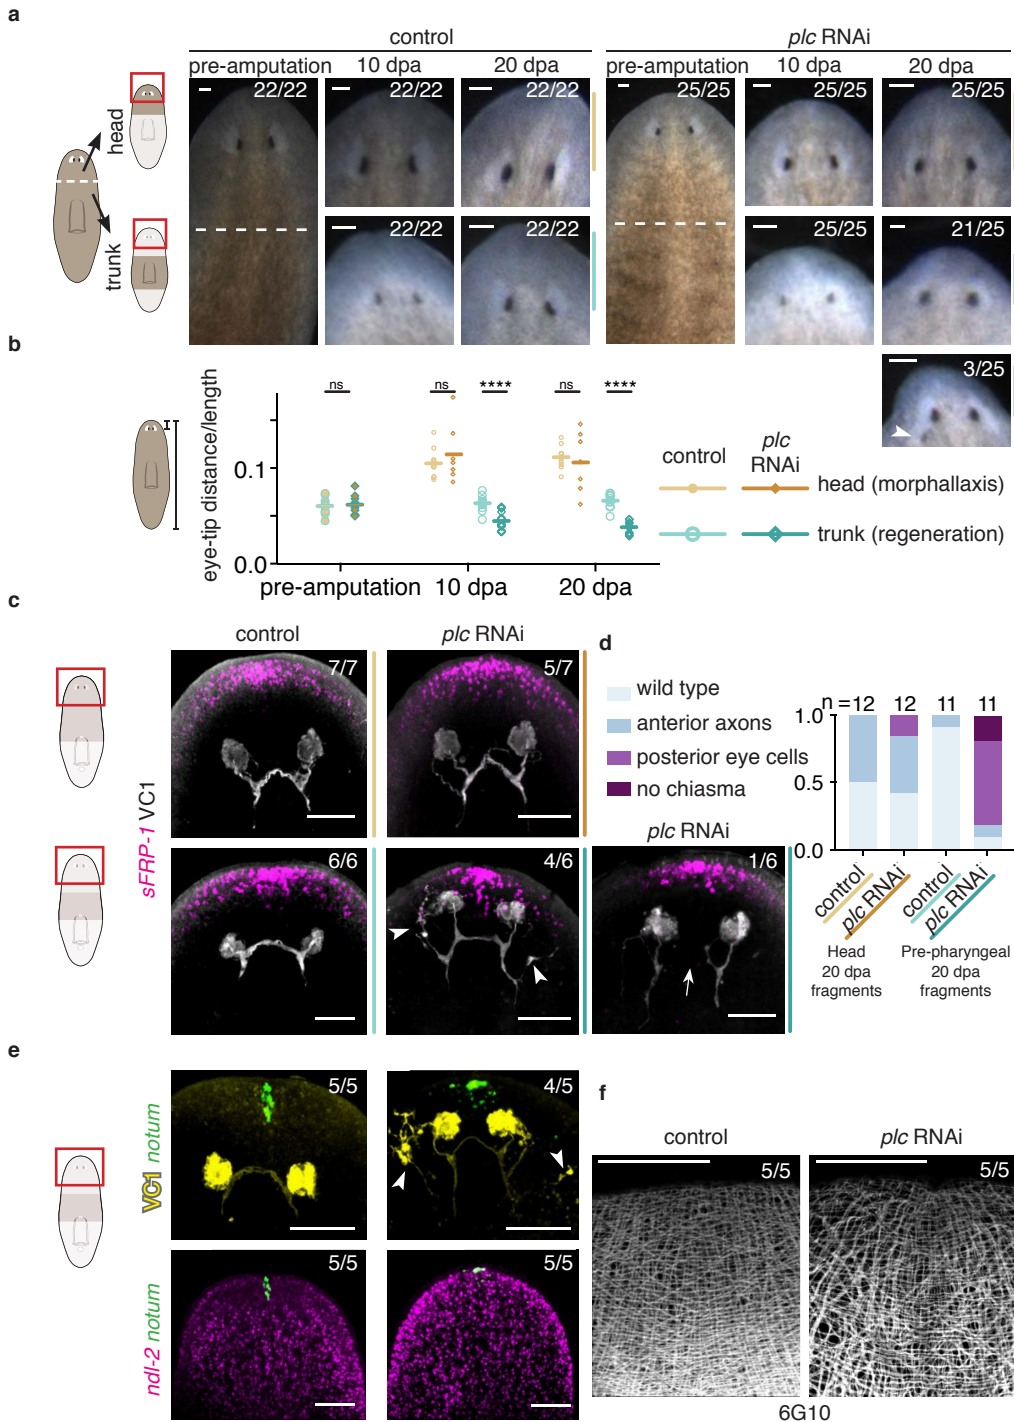 a
control
plc RNAi
pre-amputation 10 dpa 20 dpa
pre-amputation 10 dpa 20 dpa
22/22 22/22 22/22
25/25 25/25 25/25
head
trunk
22/22 22/22
25/25 21/25
3/25
b
eye-tip distance/length
ns
ns
****
ns
****
0.1
0.0
pre-amputation 10 dpa 20 dpa
control
plc
RNAi
head (morphallaxis)
trunk (regeneration)
c
control
plc RNAi
sFRP-1 VC1
7/7
5/7
6/6
4/6
plc RNAi
1/6
d
wild type
anterior axons
posterior eye cells
no chiasma
n = 12 12 11 11
1.0
0.5
0.0
control
plc RNAi
control
plc RNAi
Head
20 dpa
fragments
Pre-pharyngeal
20 dpa
fragments
e
VC1 notum
5/5
4/5
ndl-2 notum
5/5
5/5
f
control
plc RNAi
5/5
5/5
6G10